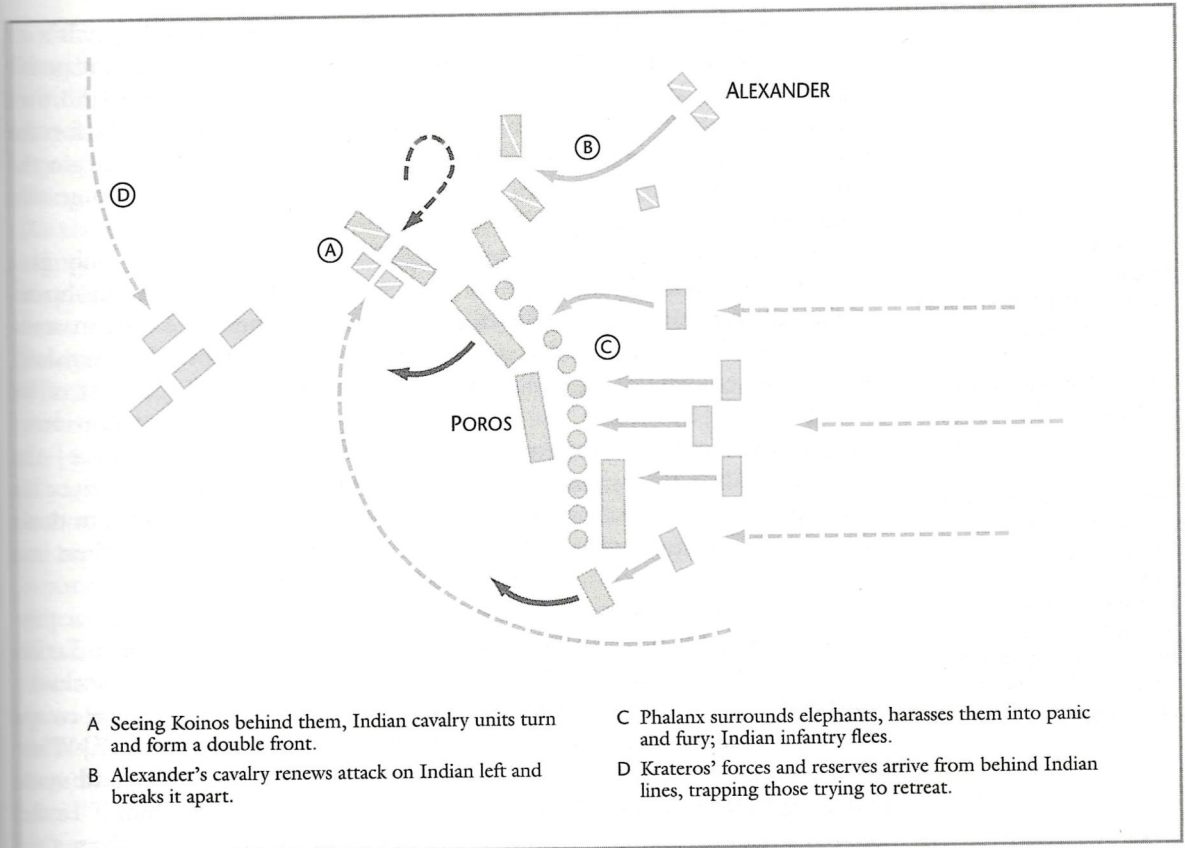 ALEXANDER
B
D
A
C
POROS
A Seeing Koinos behind them, Indian cavalry units turn
and form a double front.
B Alexander's cavalry renews attack on Indian left and
breaks it apart.
C Phalanx surrounds elephants, harasses them into panic
and fury; Indian infantry flees.
D Krateros' forces and reserves arrive from behind Indian
lines, trapping those trying to retreat.